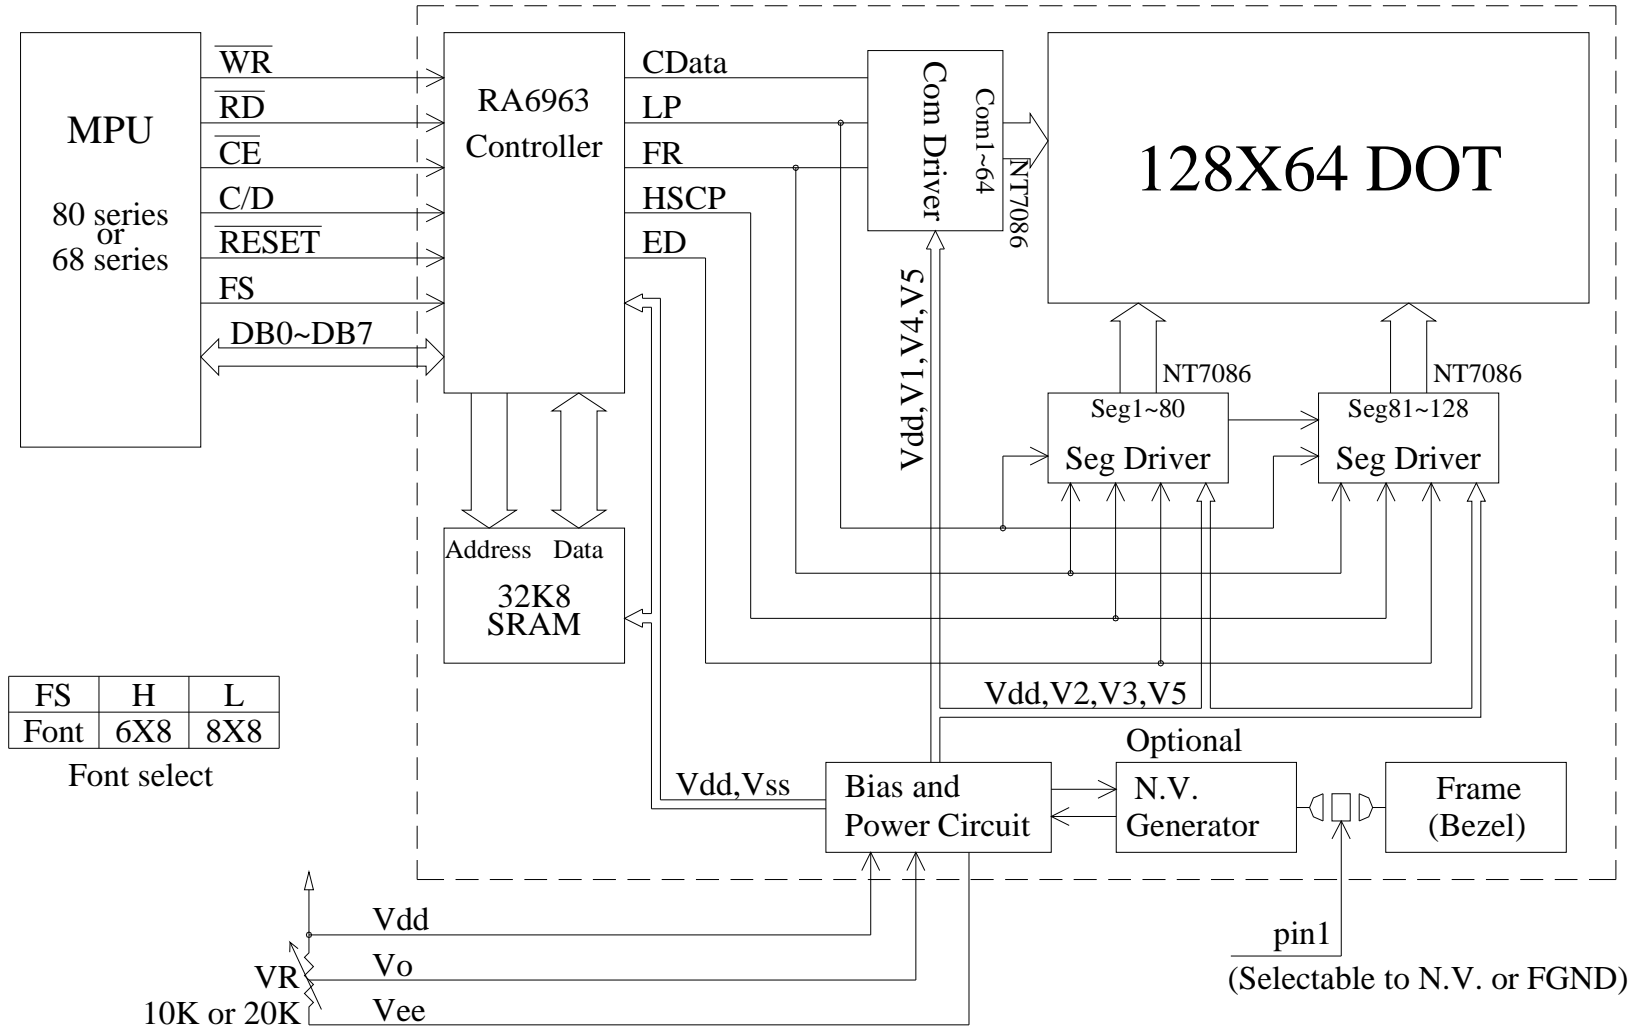 MPU
80 series
or
68 series
WR
RD
CE
C/D
RESET
FS
DB0~DB7
RA6963
Controller
CData
LP
FR
HSCP
ED
Com Driver
Com1~64
NT7086
128X64 DOT
Vpp,V1,V4,V5
NT7086
Seg1~80
Seg Driver
NT7086
Seg81~128
Seg Driver
Address Data
32K8
SRAM
Vdd,V2,V3,V5
FS H L
Font 6X8 8X8
Font select
Vdd,Vss
Bias and
Power Circuit
Optional
N.V.
Generator
Frame
(Bezel)
Vdd
Vo
Vee
VR
10K or 20K
pin1
(Selectable to N.V. or FGND)